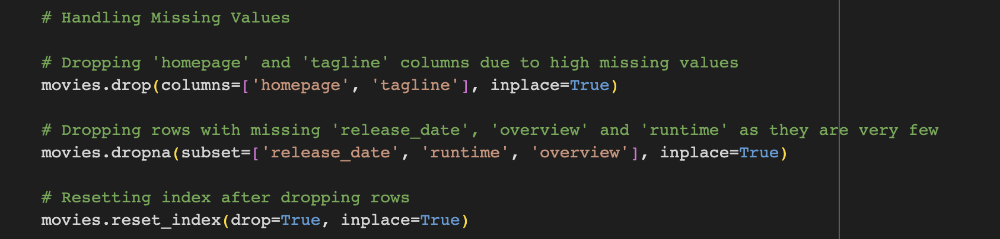 # Handling Missing Values
# Dropping 'homepage' and 'tagline' columns due to high missing values
movies.drop(columns=['homepage', 'tagline'], inplace=True)
# Dropping rows with missing 'release_date', 'overview' and 'runtime' as they are very few
movies.dropna(subset=['release_date', 'runtime', 'overview'], inplace=True)
# Resetting index after dropping rows
movies.reset_index(drop=True, inplace=True)